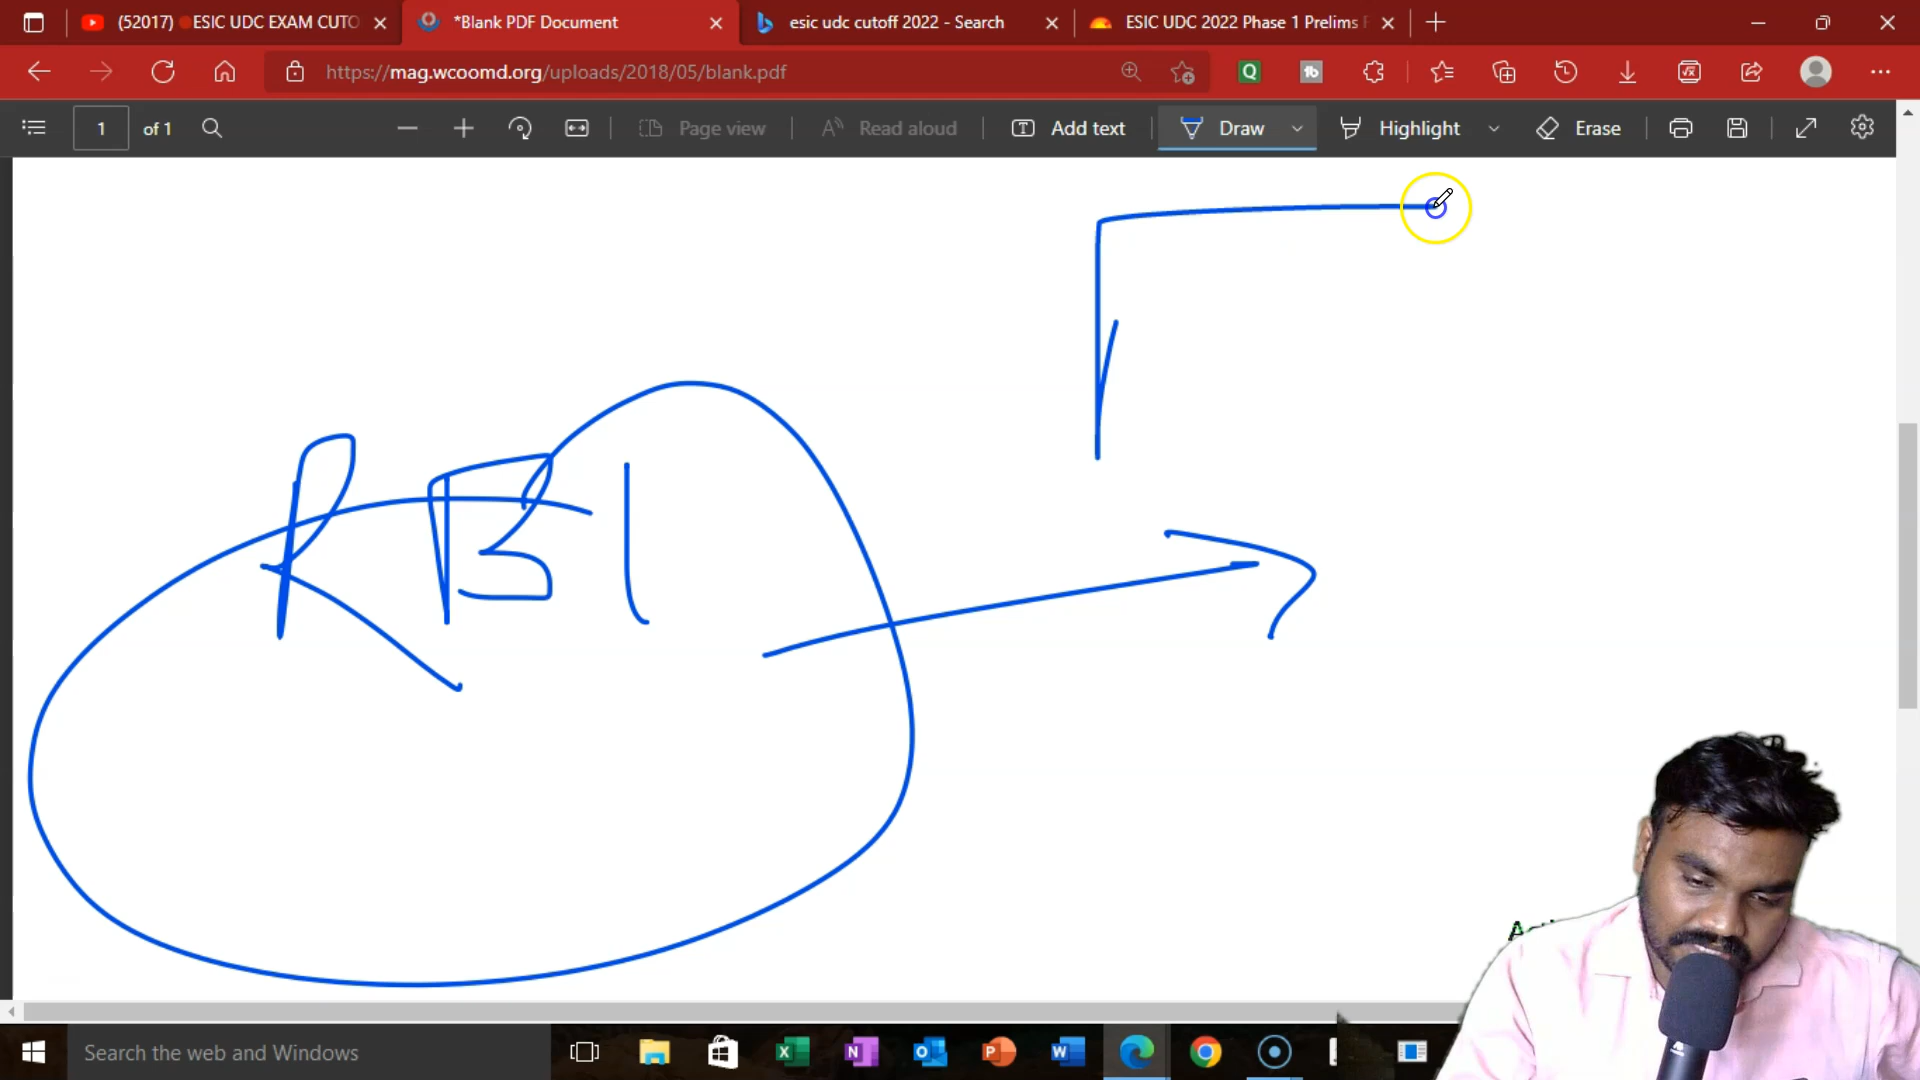 (52017) 🔴ESIC UDC EXAM CUTO
*Blank PDF Document
esic udc cutoff 2022 - Search
ESIC UDC 2022 Phase 1 Prelims
https://mag.wcoomd.org/uploads/2018/05/blank.pdf
1 of 1
Page view
Read aloud
Add text
Draw
Highlight
Erase
RBI
Search the web and Windows